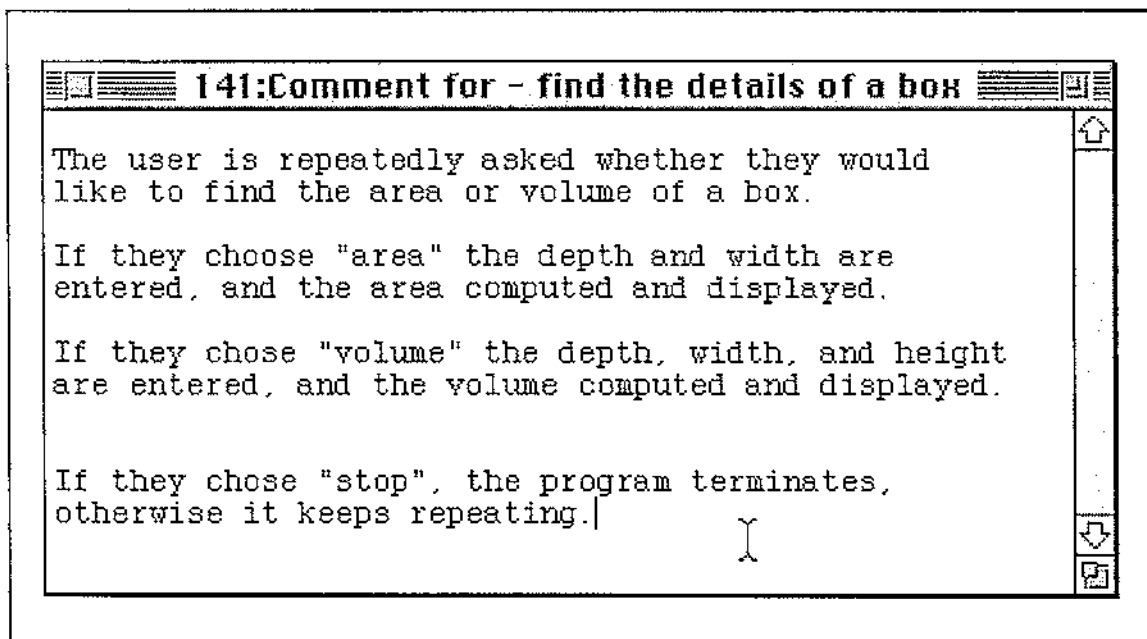 141:Comment for - find the details of a box
The user is repeatedly asked whether they would
like to find the area or volume of a box.
If they choose "area" the depth and width are
entered, and the area computed and displayed.
If they chose "volume" the depth, width, and height
are entered, and the volume computed and displayed.
If they chose "stop", the program terminates,
otherwise it keeps repeating.